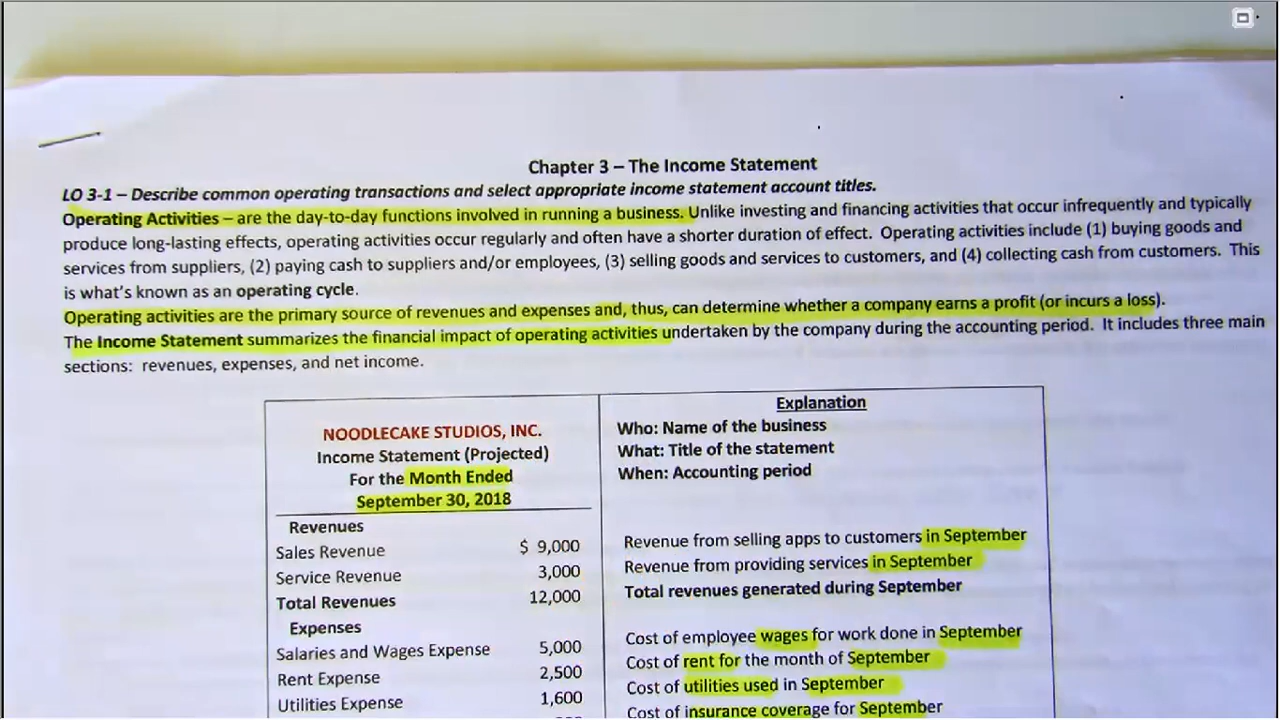 Chapter 3 – The Income Statement
LO 3-1 – Describe common operating transactions and select appropriate income statement account titles.
Operating Activities – are the day-to-day functions involved in running a business. Unlike investing and financing activities that occur infrequently and typically
produce long-lasting effects, operating activities occur regularly and often have a shorter duration of effect. Operating activities include (1) buying goods and
services from suppliers, (2) paying cash to suppliers and/or employees, (3) selling goods and services to customers, and (4) collecting cash from customers. This
is what's known as an operating cycle.
Operating activities are the primary source of revenues and expenses and, thus, can determine whether a company earns a profit (or incurs a loss).
The Income Statement summarizes the financial impact of operating activities undertaken by the company during the accounting period. It includes three main
sections: revenues, expenses, and net income.
NOODLECAKE STUDIOS, INC.
Income Statement (Projected)
For the Month Ended
September 30, 2018
Explanation
Who: Name of the business
What: Title of the statement
When: Accounting period
Revenues
Sales Revenue $ 9,000 Revenue from selling apps to customers in September
Service Revenue 3,000 Revenue from providing services in September
Total Revenues 12,000 Total revenues generated during September
Expenses
Salaries and Wages Expense 5,000 Cost of employee wages for work done in September
Rent Expense 2,500 Cost of rent for the month of September
Utilities Expense 1,600 Cost of utilities used in September
Cost of insurance coverage for September